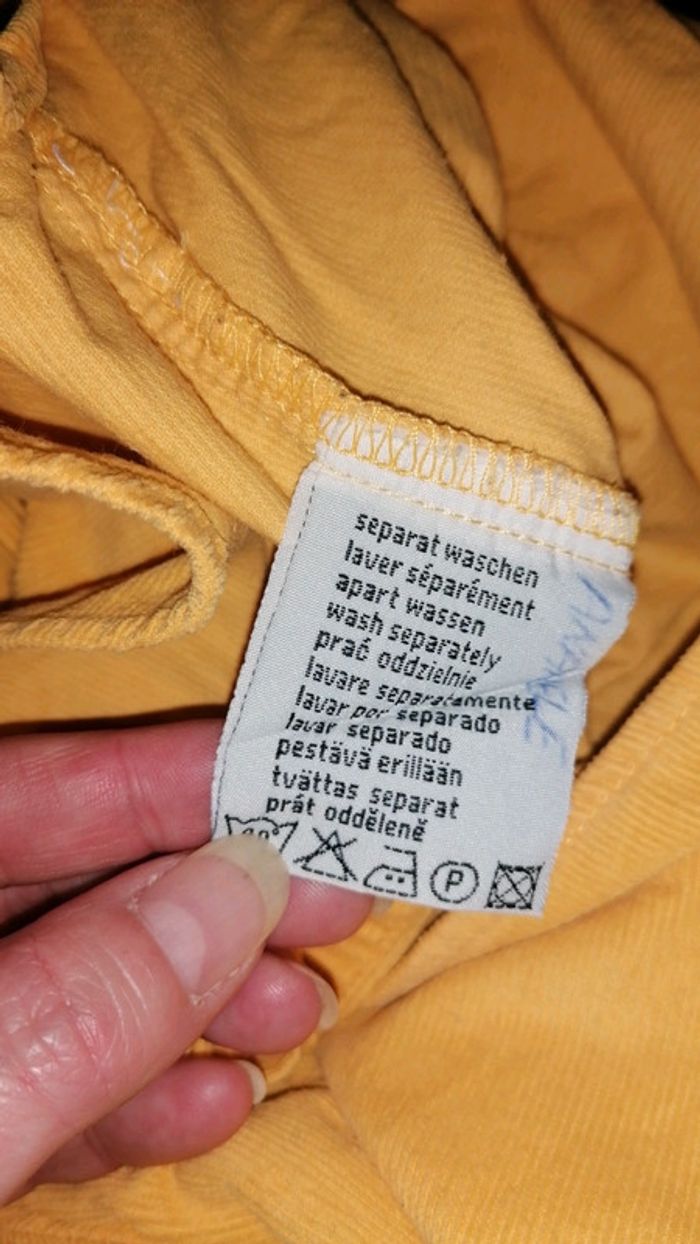 separat waschen
laver séparément
apart wassen
wash separately
prać oddzielnie
lavare separatamente
lavar por separado
lavar separado
pestävä erillään
tvättas separat
prát odděleně
P